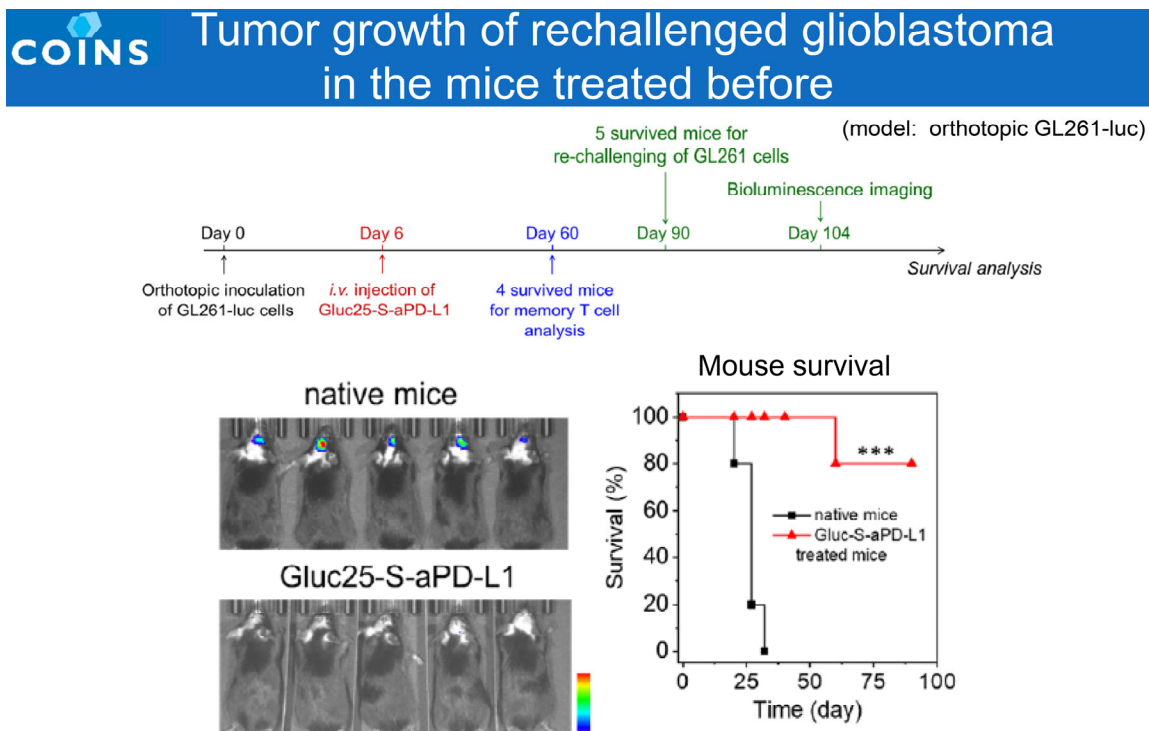 COINS
Tumor growth of rechallenged glioblastoma
in the mice treated before
(model: orthotopic GL261-luc)
5 survived mice for
re-challenging of GL261 cells
Bioluminescence imaging
Day 0
Day 6
Day 60
Day 90
Day 104
Survival analysis
Orthotopic inoculation
of GL261-luc cells
i.v. injection of
Gluc25-S-aPD-L1
4 survived mice
for memory T cell
analysis
native mice
Gluc25-S-aPD-L1
Mouse survival
Survival (%)
100
80
60
40
20
0
***
native mice
Gluc-S-aPD-L1
treated mice
0
25
50
75
100
Time (day)